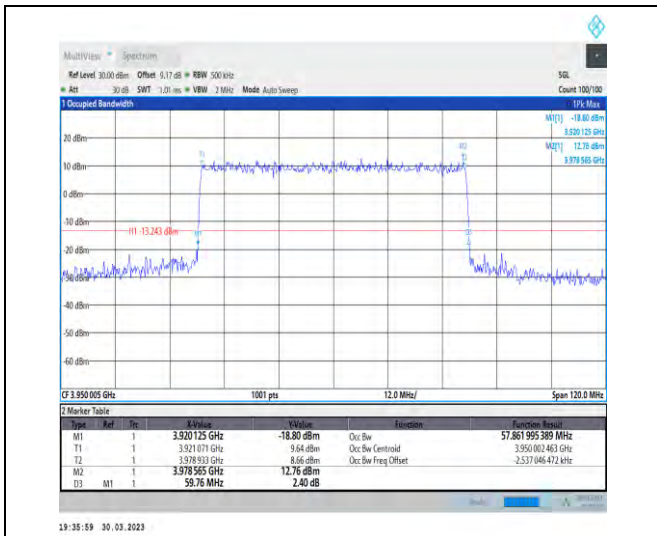 MultiView Spectrum
Ref Level 30.00 dBm Offset 9.17 dB RBW 500 kHz SGL
Att 30 dB SWT 1.01 ms VBW 2 MHz Mode Auto Sweep Count 100/100
1 Occupied Bandwidth 1Pk Max
M1[1] -18.80 dBm
3.920 125 GHz
M2[1] 12.76 dBm
3.978 565 GHz
20 dBm
10 dBm
0 dBm
-10 dBm
H1 -13.243 dBm
-20 dBm
-30 dBm
-40 dBm
-50 dBm
-60 dBm
T1
M2
M1
CF 3.950 005 GHz 1001 pts 12.0 MHz/ Span 120.0 MHz
2 Marker Table
Type Ref Trc X-Value Y-Value Function Function Result
M1 1 3.920 125 GHz -18.80 dBm Occ Bw 57.861 995 389 MHz
T1 1 3.921 071 GHz 9.64 dBm Occ Bw Centroid 3.950 002 463 GHz
T2 1 3.978 933 GHz 8.66 dBm Occ Bw Freq Offset -2.537 046 472 kHz
M2 1 3.978 565 GHz 12.76 dBm
D3 M1 1 59.76 MHz 2.40 dB
19:35:59 30.03.2023